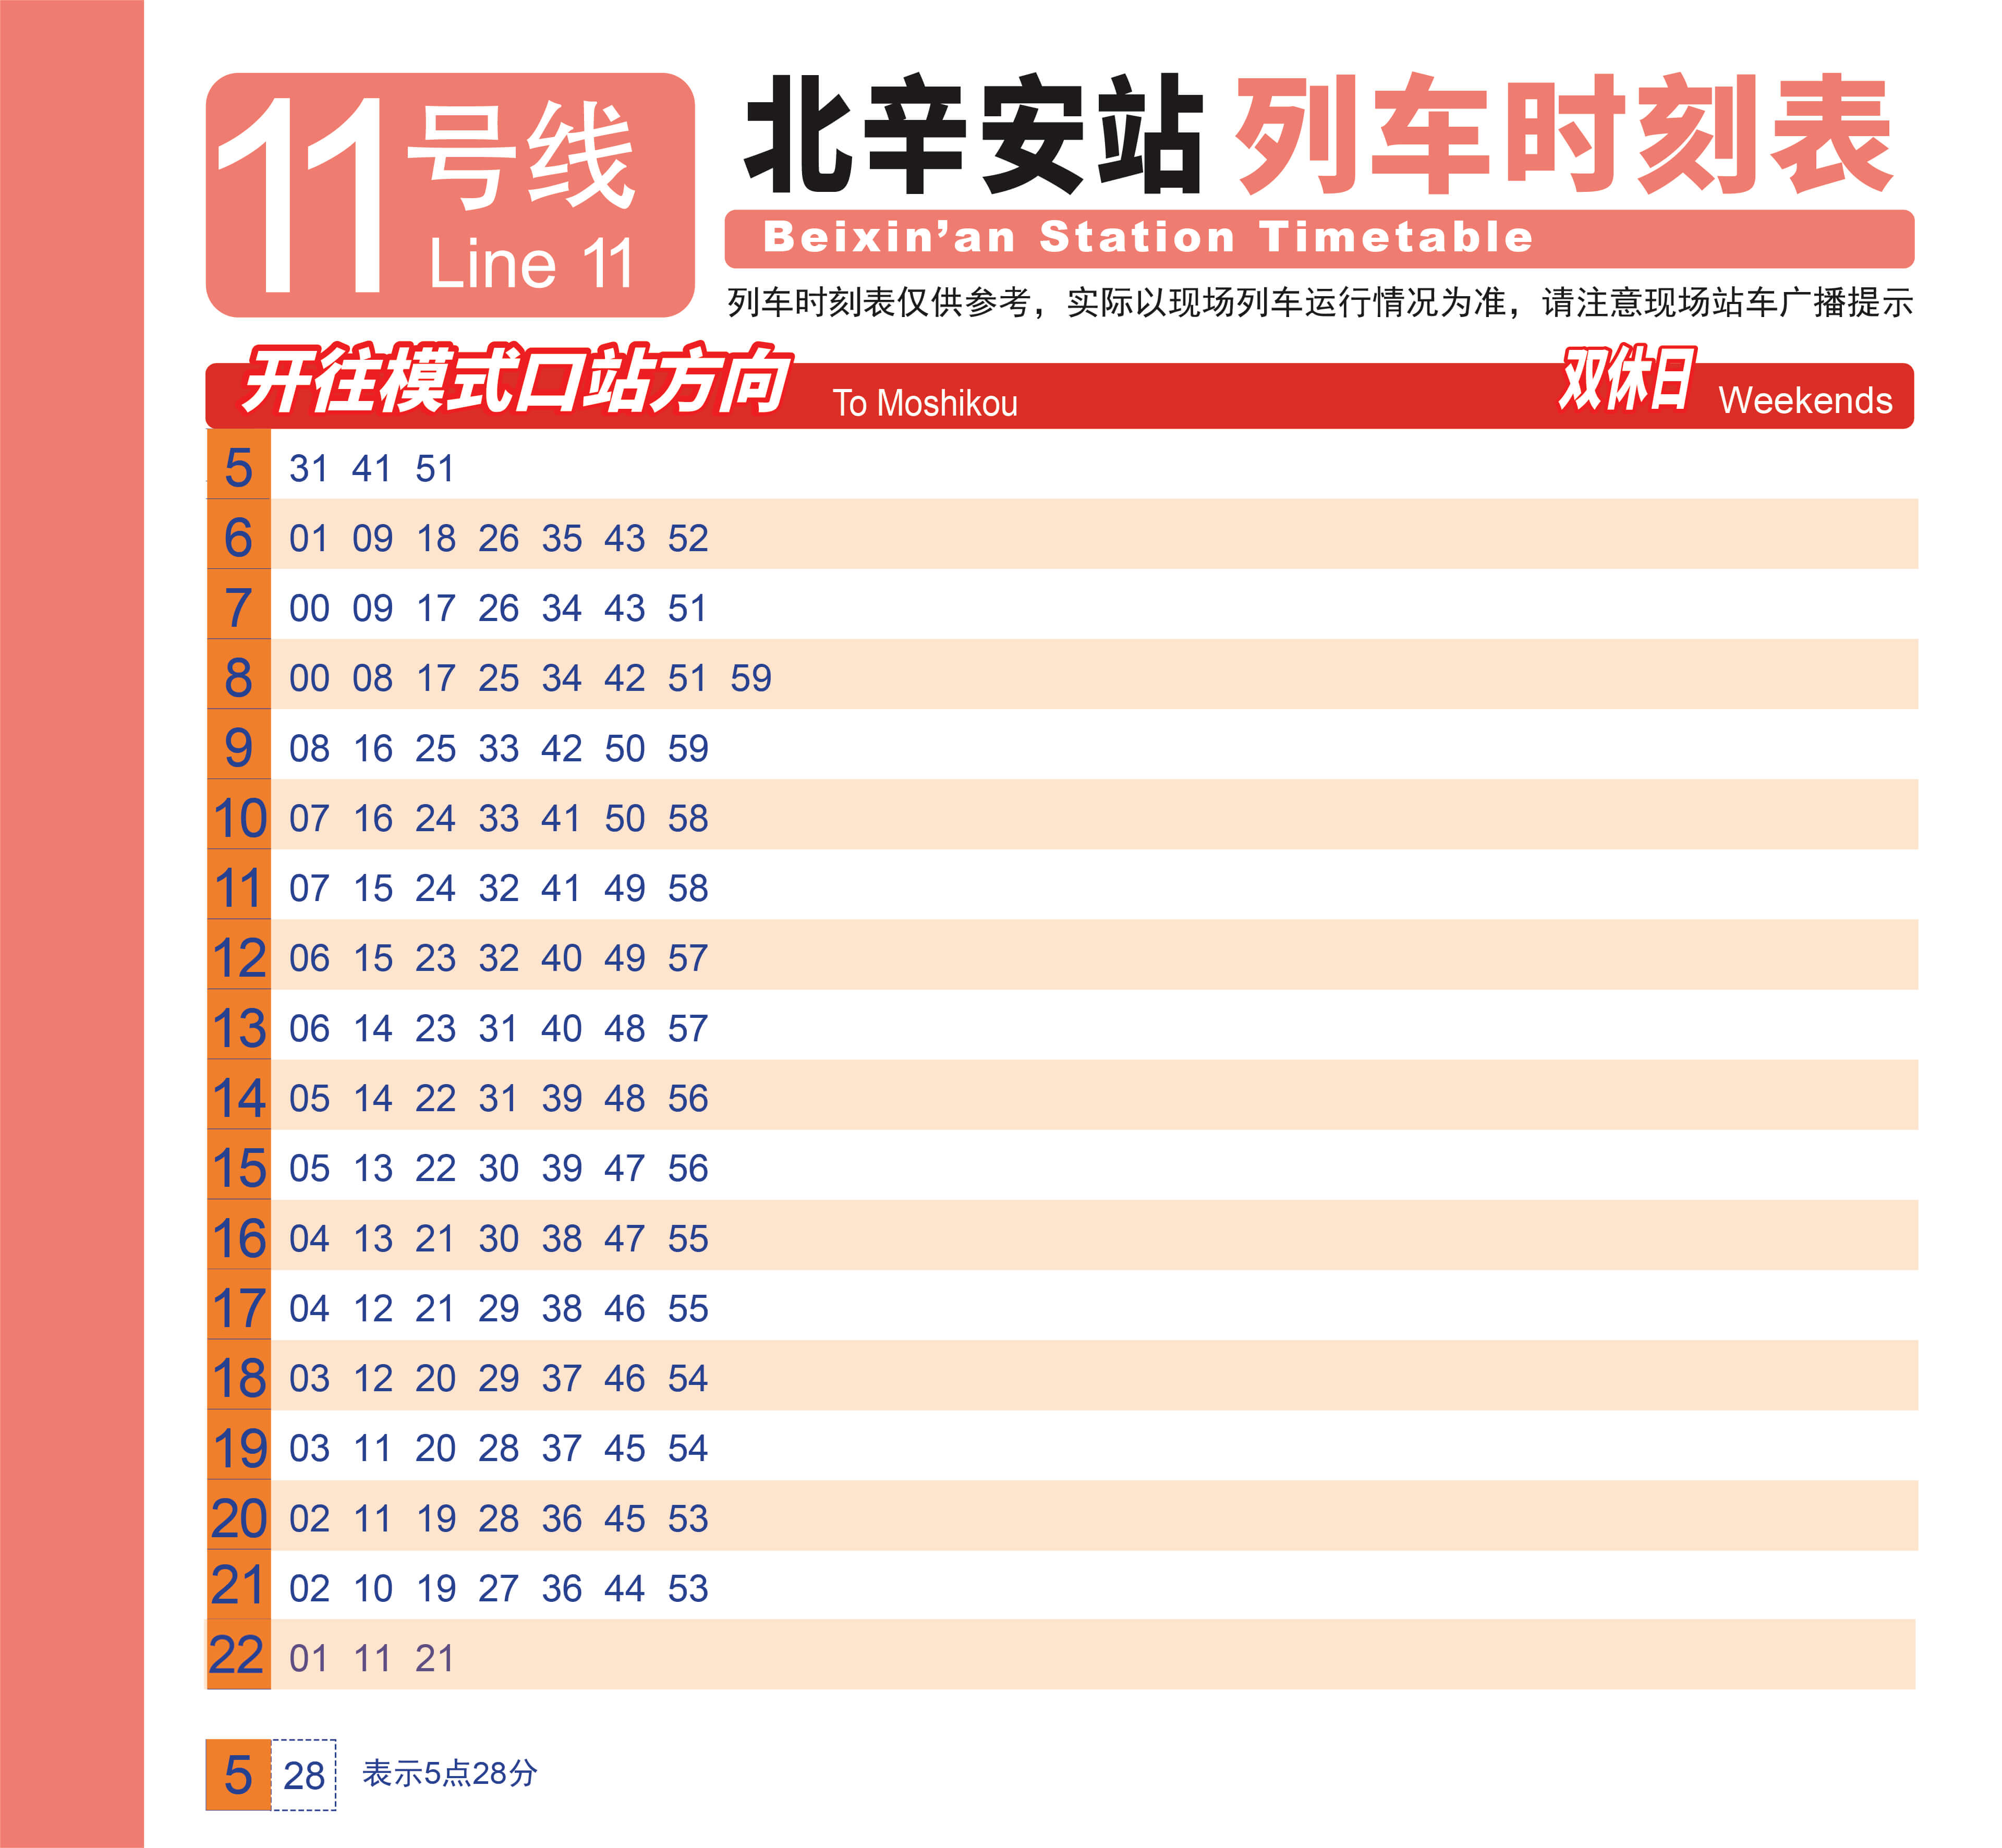 11号线
Line 11
北辛安站 列车时刻表
Beixin’an Station Timetable
列车时刻表仅供参考，实际以现场列车运行情况为准，请注意现场站车广播提示
开往模式口站方向 To Moshikou 双休日 Weekends
5 31 41 51
6 01 09 18 26 35 43 52
7 00 09 17 26 34 43 51
8 00 08 17 25 34 42 51 59
9 08 16 25 33 42 50 59
10 07 16 24 33 41 50 58
11 07 15 24 32 41 49 58
12 06 15 23 32 40 49 57
13 06 14 23 31 40 48 57
14 05 14 22 31 39 48 56
15 05 13 22 30 39 47 56
16 04 13 21 30 38 47 55
17 04 12 21 29 38 46 55
18 03 12 20 29 37 46 54
19 03 11 20 28 37 45 54
20 02 11 19 28 36 45 53
21 02 10 19 27 36 44 53
22 01 11 21
5 28 表示5点28分